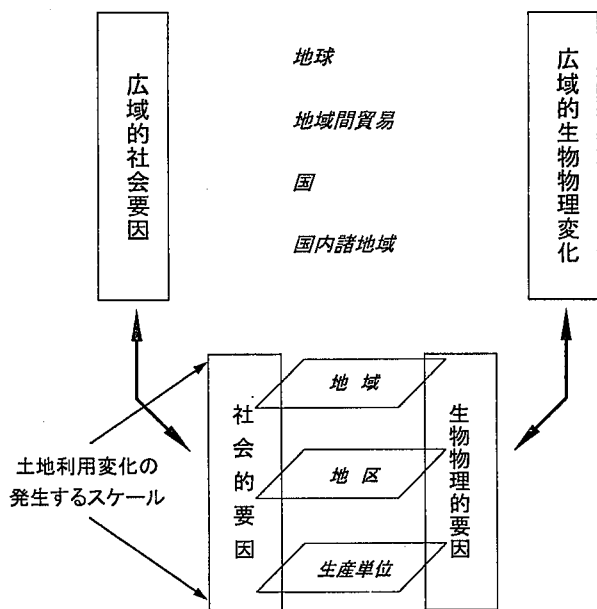 広域的社会要因
地球
地域間貿易
国
国内諸地域
広域的生物物理変化
土地利用変化の
発生するスケール
社会的要因
地域
地区
生産単位
生物物理的要因